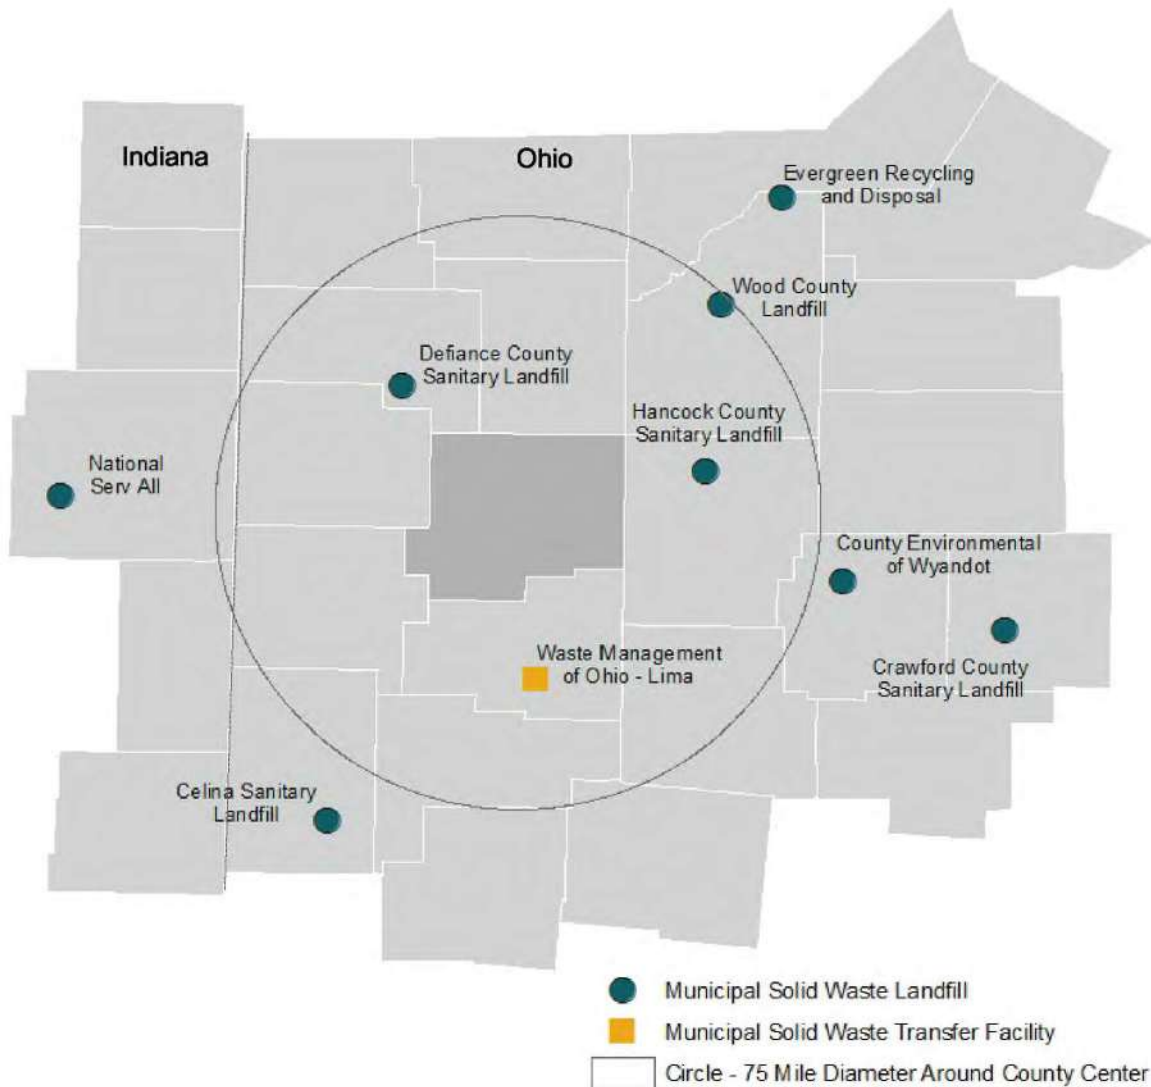 Indiana
Ohio
Evergreen Recycling
and Disposal
Wood County
Landfill
Defiance County
Sanitary Landfill
Hancock County
Sanitary Landfill
National
Serv All
County Environmental
of Wyandot
Waste Management
of Ohio - Lima
Crawford County
Sanitary Landfill
Celina Sanitary
Landfill
Municipal Solid Waste Landfill
Municipal Solid Waste Transfer Facility
Circle - 75 Mile Diameter Around County Center